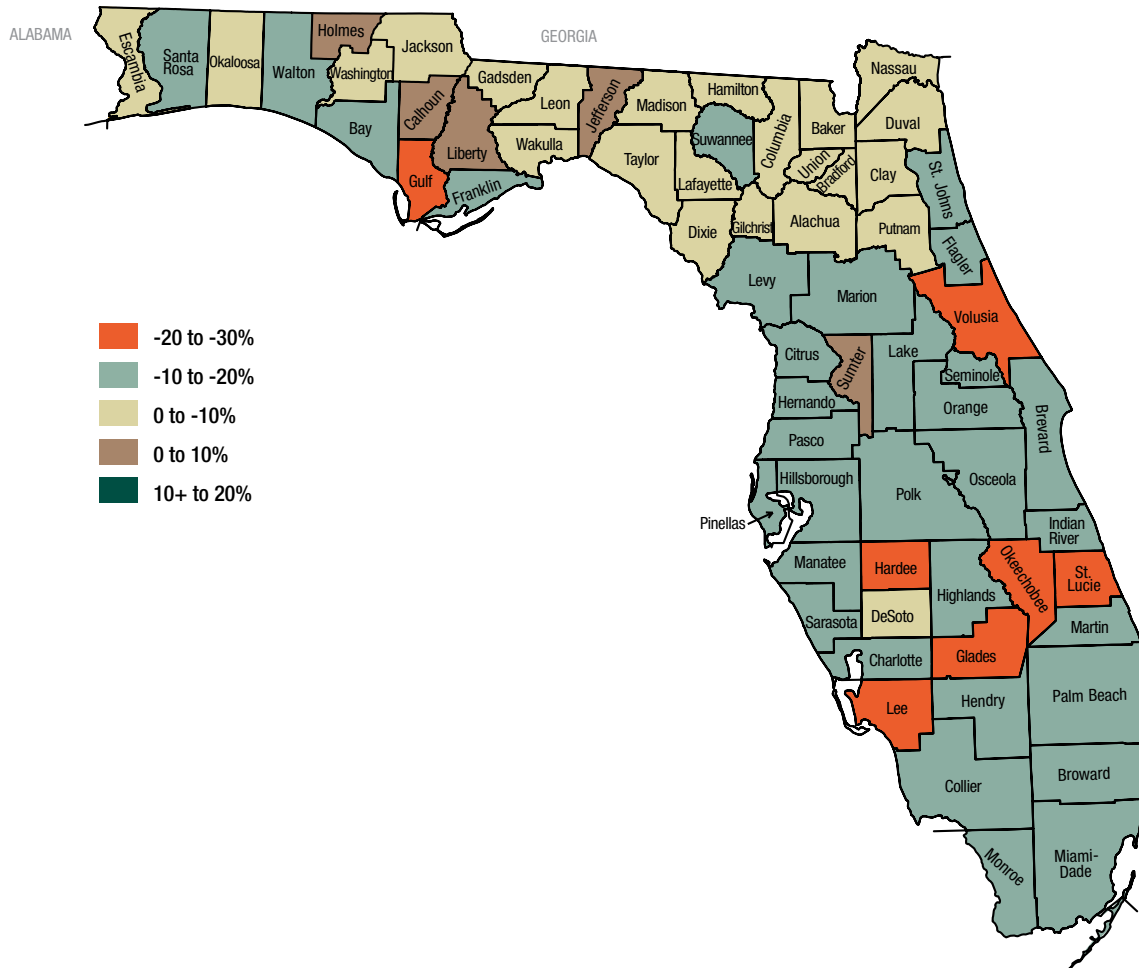 ALABAMA
GEORGIA
Escambia
Santa
Rosa
Okaloosa
Walton
Holmes
Washington
Jackson
Bay
Calhoun
Gulf
Liberty
Gadsden
Franklin
Leon
Wakulla
Jefferson
Madison
Taylor
Hamilton
Suwannee
Lafayette
Dixie
Columbia
Gilchrist
Baker
Union
Bradford
Alachua
Nassau
Duval
Clay
Putnam
St. Johns
Flagler
Levy
Marion
Volusia
Citrus
Sumter
Lake
Seminole
Hernando
Orange
Brevard
Pasco
Hillsborough
Pinellas
Polk
Osceola
Indian
River
Manatee
Hardee
Highlands
Okeechobee
St.
Lucie
Sarasota
DeSoto
Martin
Charlotte
Glades
Lee
Hendry
Palm Beach
Collier
Broward
Monroe
Miami-
Dade
-20 to -30%
-10 to -20%
0 to -10%
0 to 10%
10+ to 20%